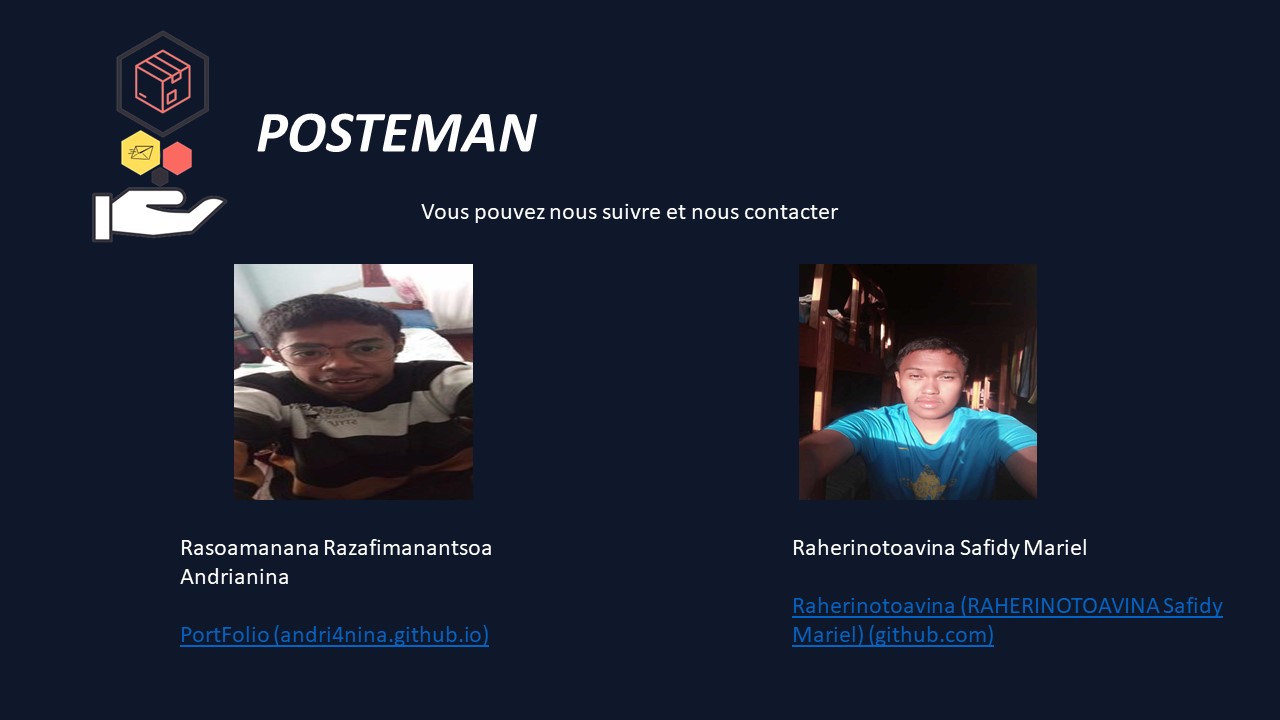 POSTEMAN
Vous pouvez nous suivre et nous contacter
Rasoamanana Razafimanantsoa
Andrianina
PortFolio (andri4nina.github.io)
Raherinotoavina Safidy Mariel
Raherinotoavina (RAHERINOTOAVINA Safidy
Mariel) (github.com)